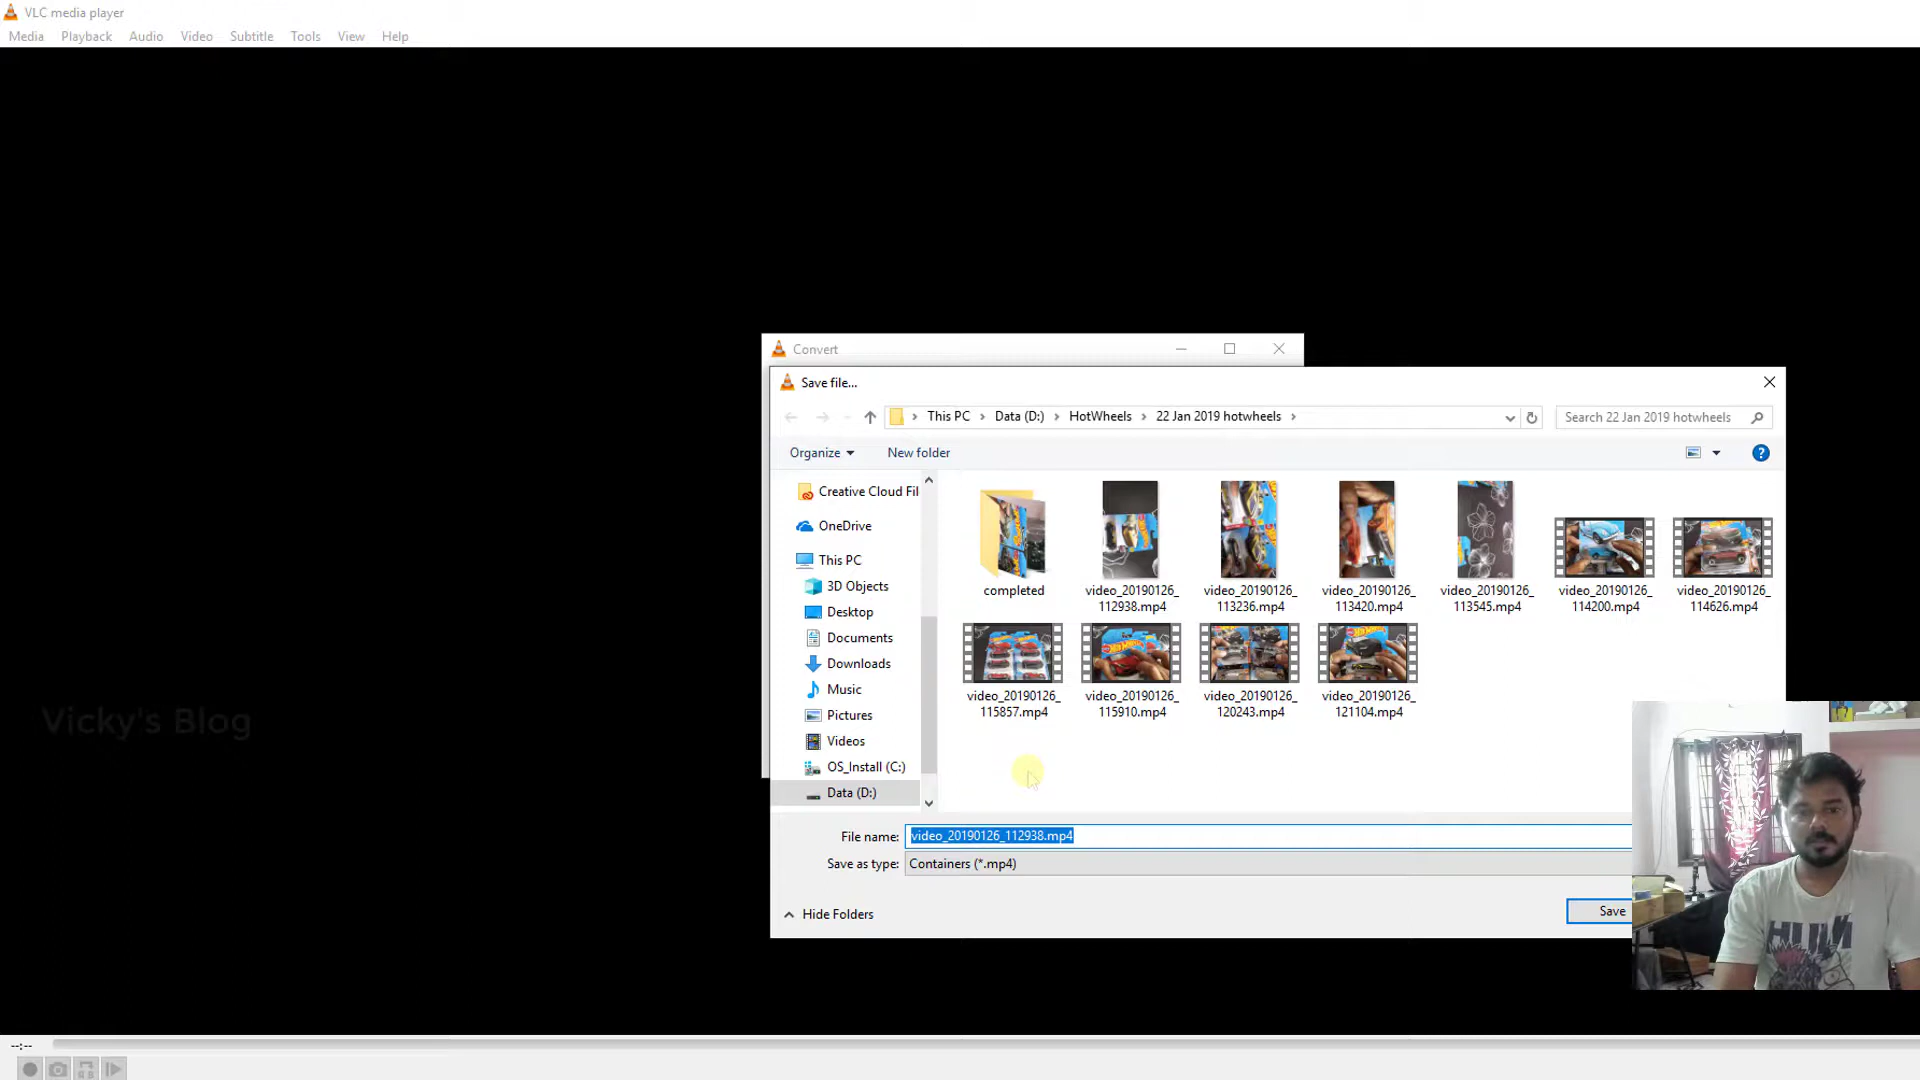 VLC media player
Media Playback Audio Video Subtitle Tools View Help
Convert
Save file...
This PC Data (D:) HotWheels 22 Jan 2019 hotwheels
Search 22 Jan 2019 hotwheels
Organize New folder
Creative Cloud Fil
OneDrive
This PC
3D Objects
Desktop
Documents
Downloads
Music
Pictures
Videos
OS_Install (C:)
Data (D:)
completed
video_20190126_
112938.mp4
video_20190126_
113236.mp4
video_20190126_
113420.mp4
video_20190126_
113545.mp4
video_20190126_
114200.mp4
video_20190126_
114626.mp4
video_20190126_
115857.mp4
video_20190126_
115910.mp4
video_20190126_
120243.mp4
video_20190126_
121104.mp4
Vicky's Blog
File name: video_20190126_112938.mp4
Save as type: Containers (*.mp4)
Hide Folders
Save
--:--